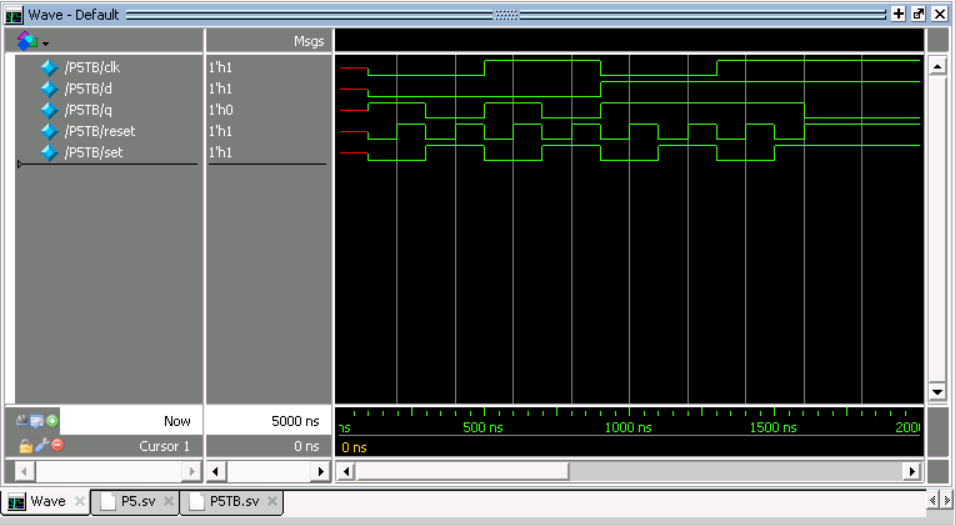 Wave - Default
Msgs
/P5TB/clk 1'h1
/P5TB/d 1'h1
/P5TB/q 1'h0
/P5TB/reset 1'h1
/P5TB/set 1'h1
Now 5000 ns
ns 500 ns 1000 ns 1500 ns 200
Cursor 1 0 ns 0 ns
Wave P5.sv P5TB.sv